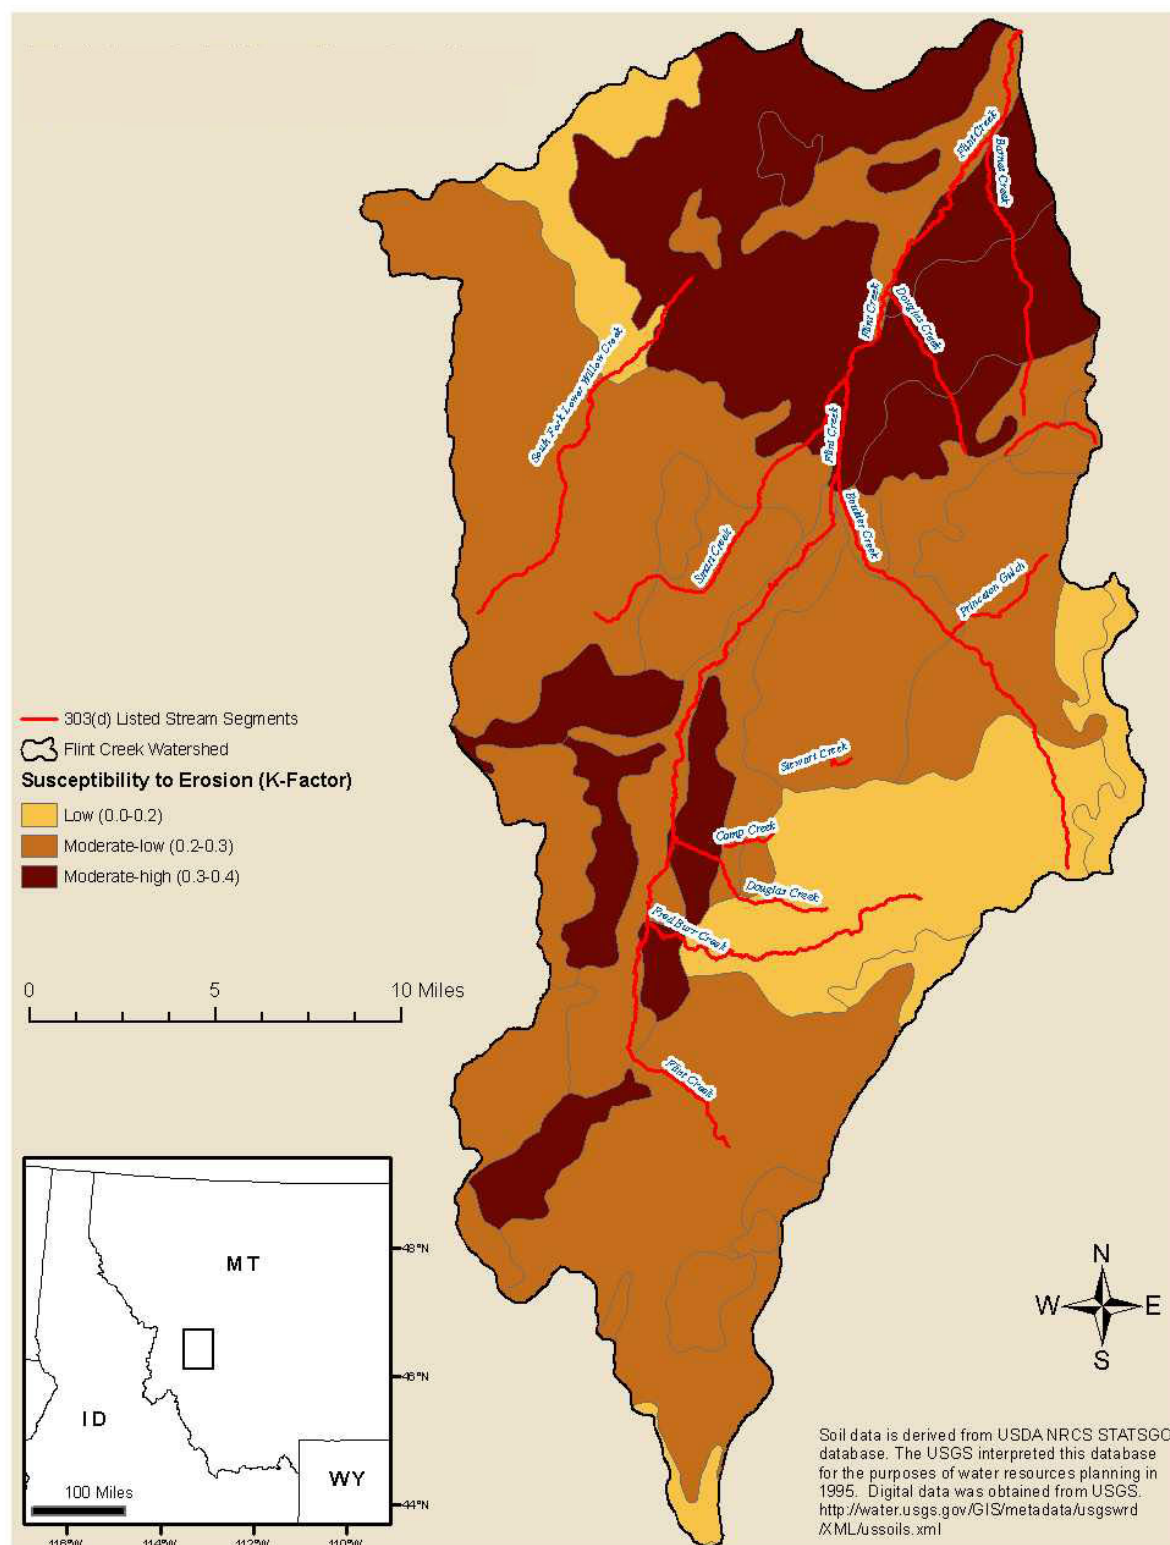 Flint Creek
Barnes Creek
Flint Creek
Douglas Creek
South Fork Lower Willow Creek
Flint Creek
Boulder Creek
Smart Creek
Princeton Gulch
303(d) Listed Stream Segments
Flint Creek Watershed
Susceptibility to Erosion (K-Factor)
Low (0.0-0.2)
Moderate-low (0.2-0.3)
Moderate-high (0.3-0.4)
Stewart Creek
Camp Creek
Douglas Creek
Fred Burr Creek
0 5 10 Miles
Flint Creek
MT
ID
WY
100 Miles
48°N
46°N
44°N
116°W 114°W 112°W 110°W
N
W E
S
Soil data is derived from USDA NRCS STATSGO
database. The USGS interpreted this database
for the purposes of water resources planning in
1995. Digital data was obtained from USGS.
http://water.usgs.gov/GIS/metadata/usgswrd
/XML/ussoils.xml